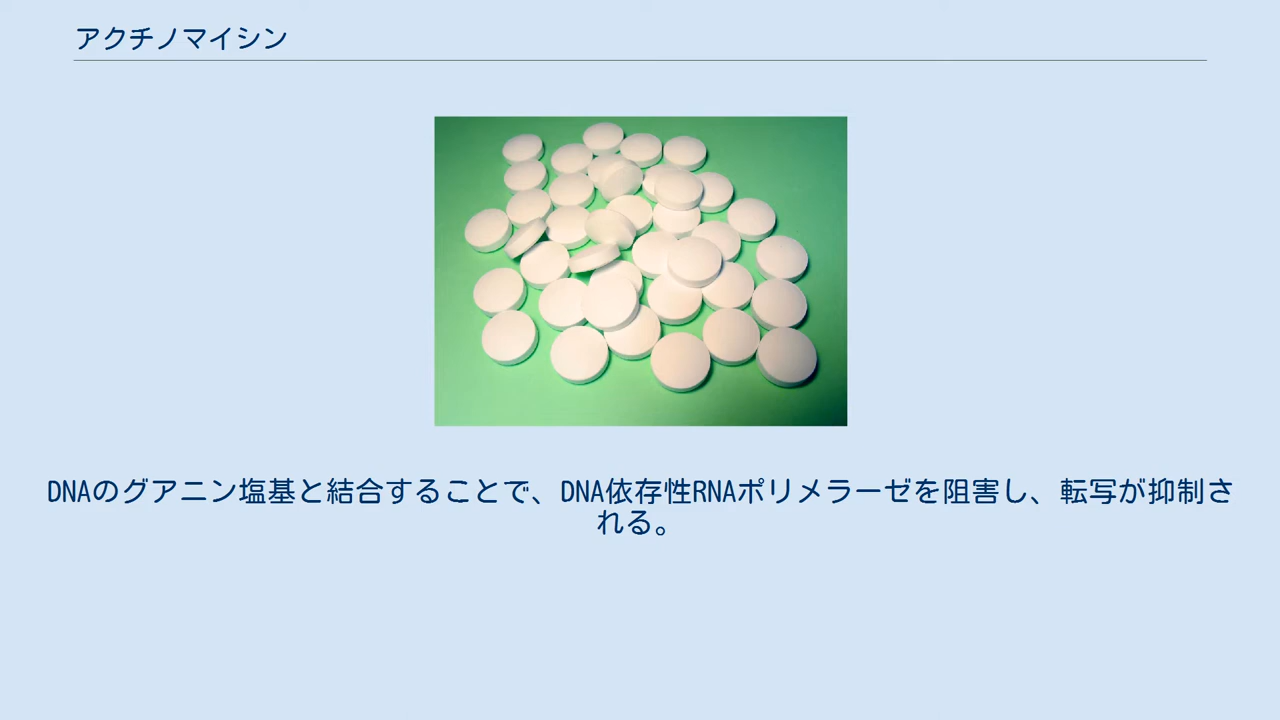 アクチノマイシン
DNAのグアニン塩基と結合することで、DNA依存性RNAポリメラーゼを阻害し、転写が抑制さ
れる。